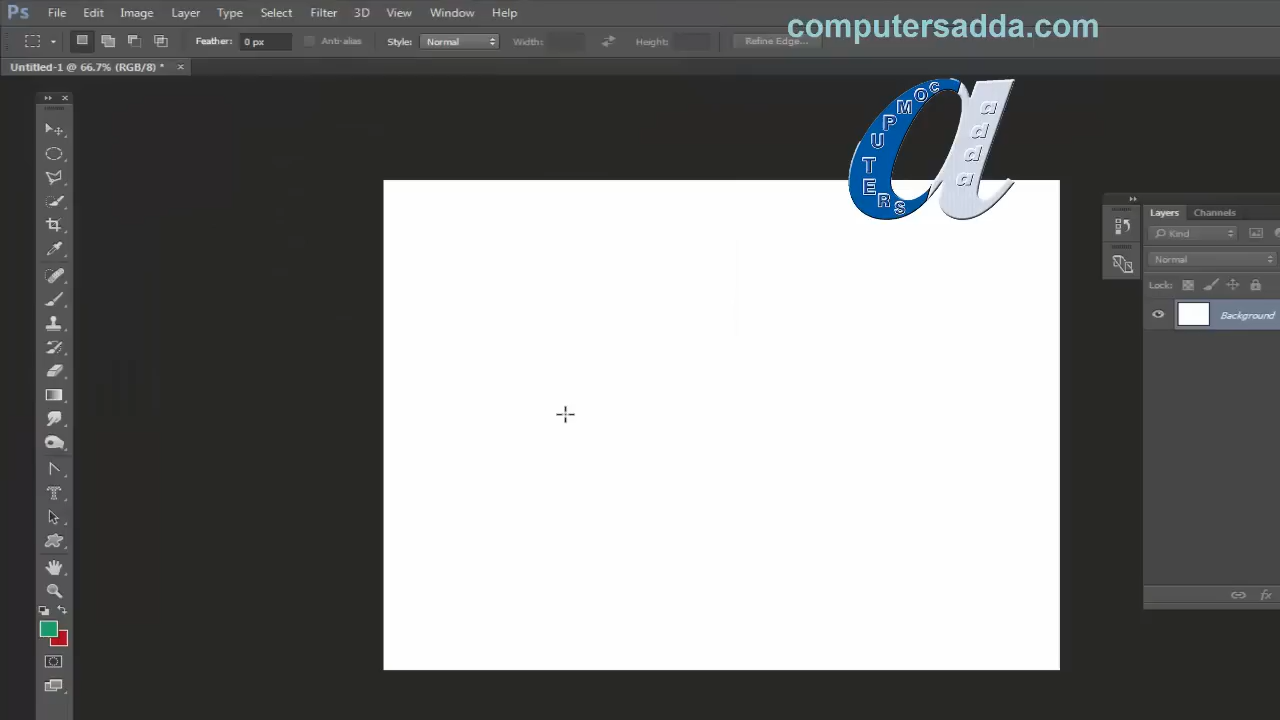 Ps File Edit Image Layer Type Select Filter 3D View Window Help
computersadda.com
Feather: 0 px Anti-alias Style: Normal Width: Height: Refine Edge...
Untitled-1 @ 66.7% (RGB/8) * ×
COMPUTERS
adda
Layers Channels
Kind
Normal
Lock:
Background
fx